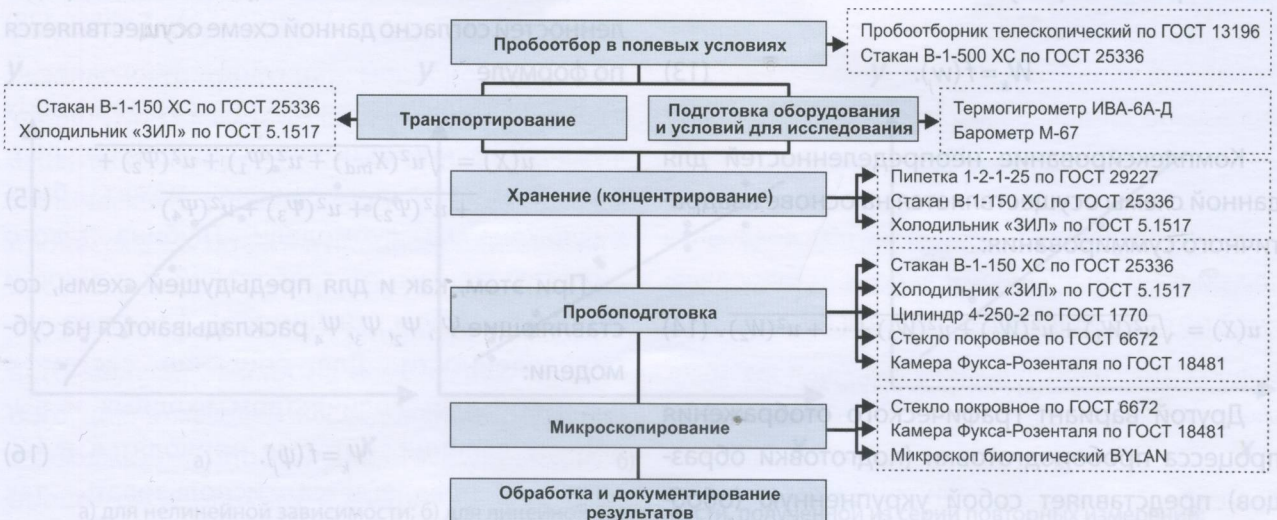 Пробоотбор в полевых условиях
Пробоотборник телескопический по ГОСТ 13196
Стакан В-1-500 ХС по ГОСТ 25336
Стакан В-1-150 ХС по ГОСТ 25336
Холодильник «ЗИЛ» по ГОСТ 5.1517
Транспортирование
Подготовка оборудования
и условий для исследования
Термогигрометр ИВА-6А-Д
Барометр М-67
Хранение (концентрирование)
Пипетка 1-2-1-25 по ГОСТ 29227
Стакан В-1-150 ХС по ГОСТ 25336
Холодильник «ЗИЛ» по ГОСТ 5.1517
Пробоподготовка
Стакан В-1-150 ХС по ГОСТ 25336
Холодильник «ЗИЛ» по ГОСТ 5.1517
Цилиндр 4-250-2 по ГОСТ 1770
Стекло покровное по ГОСТ 6672
Камера Фукса-Розенталя по ГОСТ 18481
Микроскопирование
Стекло покровное по ГОСТ 6672
Камера Фукса-Розенталя по ГОСТ 18481
Микроскоп биологический BYLAN
Обработка и документирование
результатов